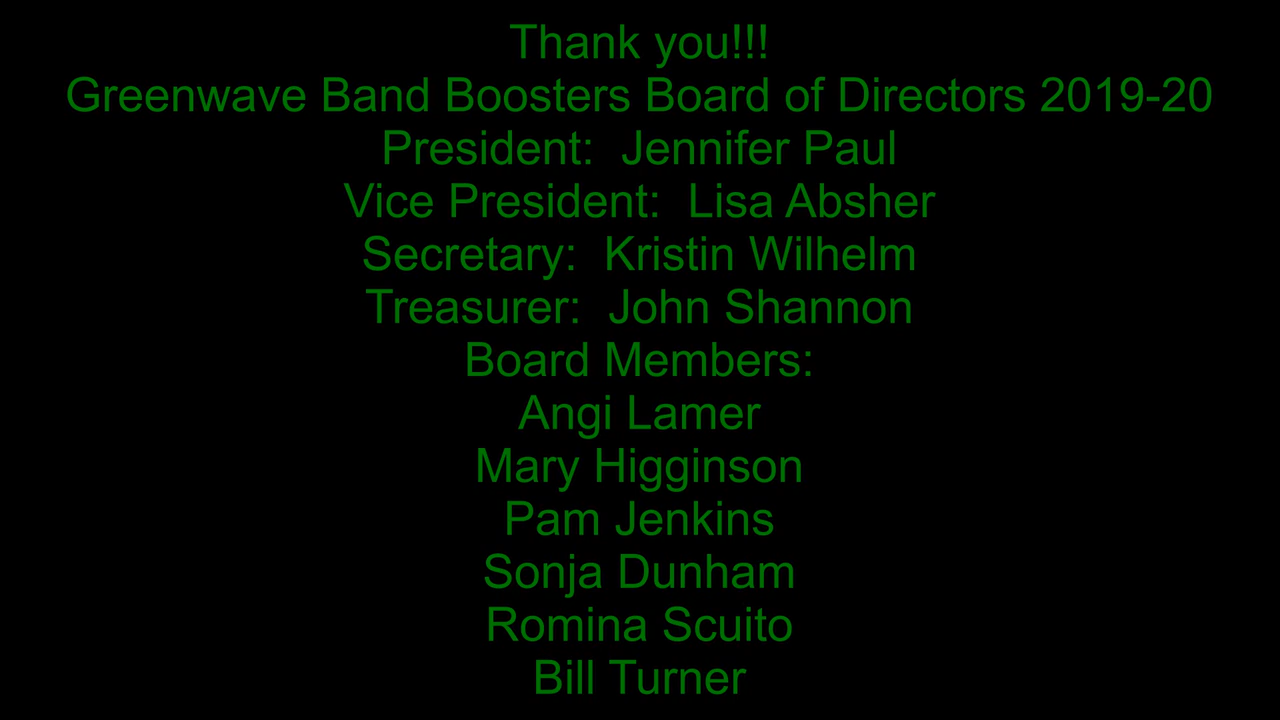 Thank you!!!
Greenwave Band Boosters Board of Directors 2019-20
President:  Jennifer Paul
Vice President:  Lisa Absher
Secretary:  Kristin Wilhelm
Treasurer:  John Shannon
Board Members:
Angi Lamer
Mary Higginson
Pam Jenkins
Sonja Dunham
Romina Scuito
Bill Turner